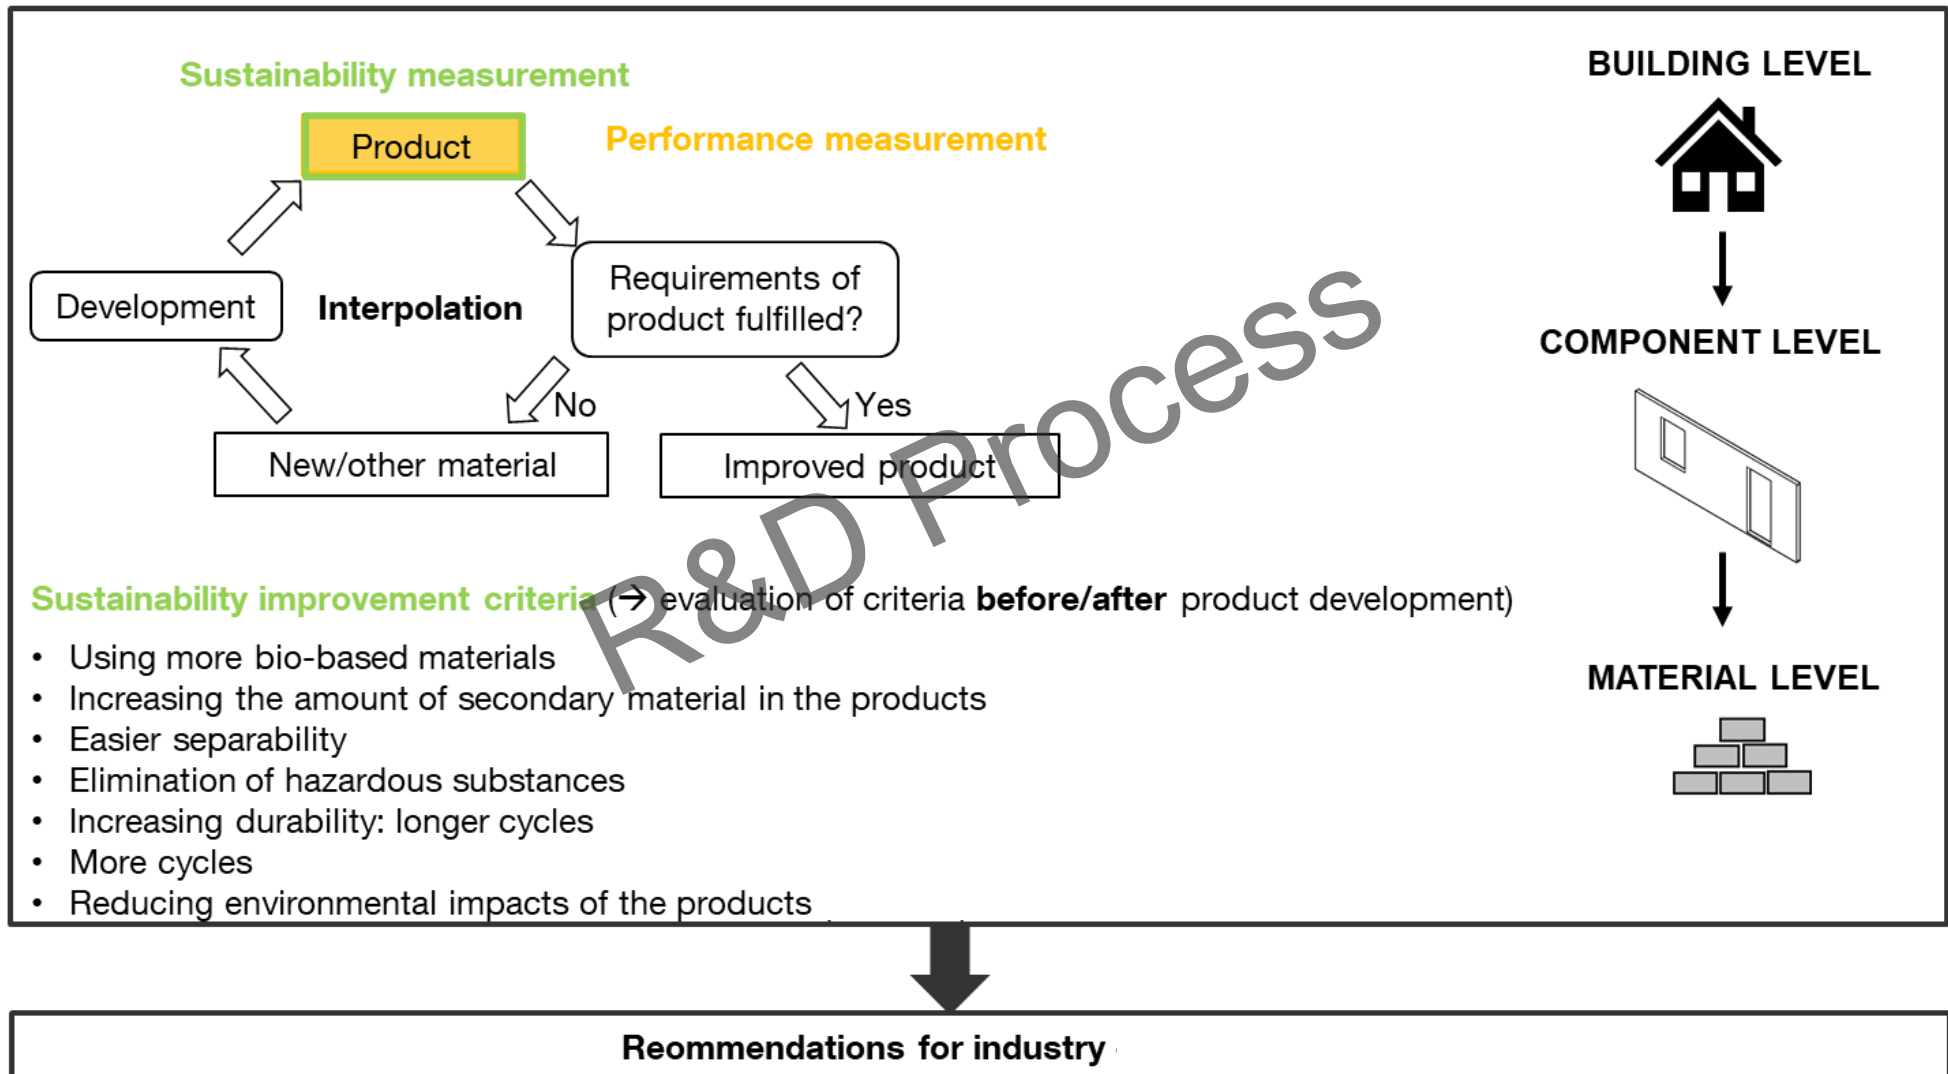 Sustainability measurement
Product
Performance measurement
Development
Interpolation
Requirements of
product fulfilled?
No
Yes
New/other material
Improved product
R&D Process
Sustainability improvement criteria (→ evaluation of criteria before/after product development)
• Using more bio-based materials
• Increasing the amount of secondary material in the products
• Easier separability
• Elimination of hazardous substances
• Increasing durability: longer cycles
• More cycles
• Reducing environmental impacts of the products
BUILDING LEVEL
COMPONENT LEVEL
MATERIAL LEVEL
Reommendations for industry